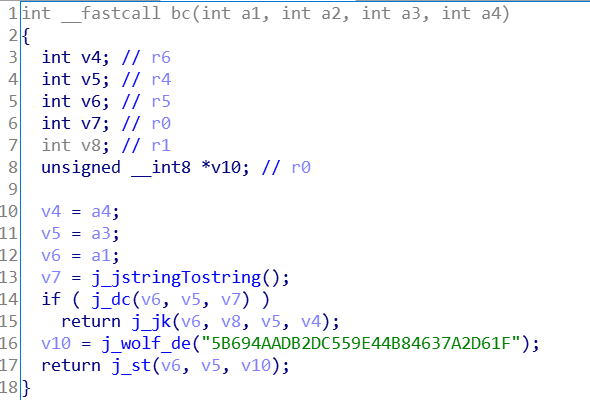 1 int __fastcall bc(int a1, int a2, int a3, int a4)
2 {
3 int v4; // r6
4 int v5; // r4
5 int v6; // r5
6 int v7; // r0
7 int v8; // r1
8 unsigned __int8 *v10; // r0
9
10 v4 = a4;
11 v5 = a3;
12 v6 = a1;
13 v7 = j_jstringTostring();
14 if ( j_dc(v6, v5, v7) )
15 return j_jk(v6, v8, v5, v4);
16 v10 = j_wolf_de("5B694AADB2DC559E44B84637A2D61F");
17 return j_st(v6, v5, v10);
18 }